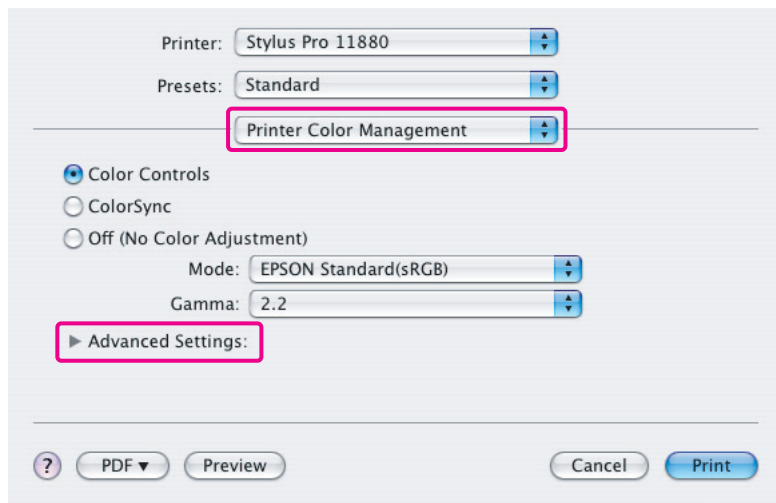 Printer: Stylus Pro 11880
Presets: Standard
Printer Color Management
Color Controls
ColorSync
Off (No Color Adjustment)
Mode: EPSON Standard(sRGB)
Gamma: 2.2
▶ Advanced Settings:
? PDF ▼ Preview Cancel Print